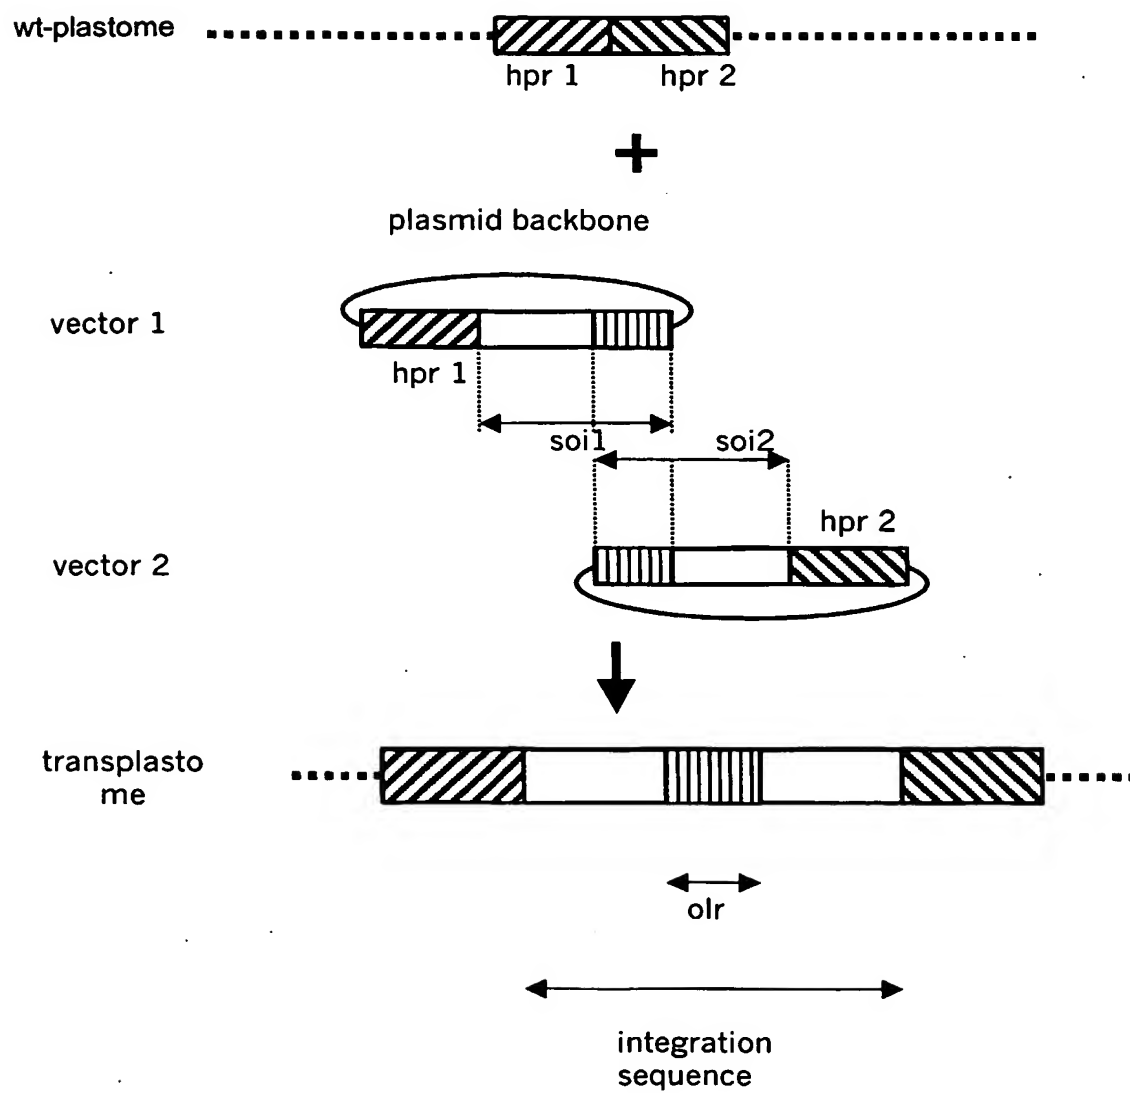 wt-plastome
hpr 1
hpr 2
+
plasmid backbone
vector 1
hpr 1
soi1
soi2
hpr 2
vector 2
transplasto
me
olr
integration
sequence